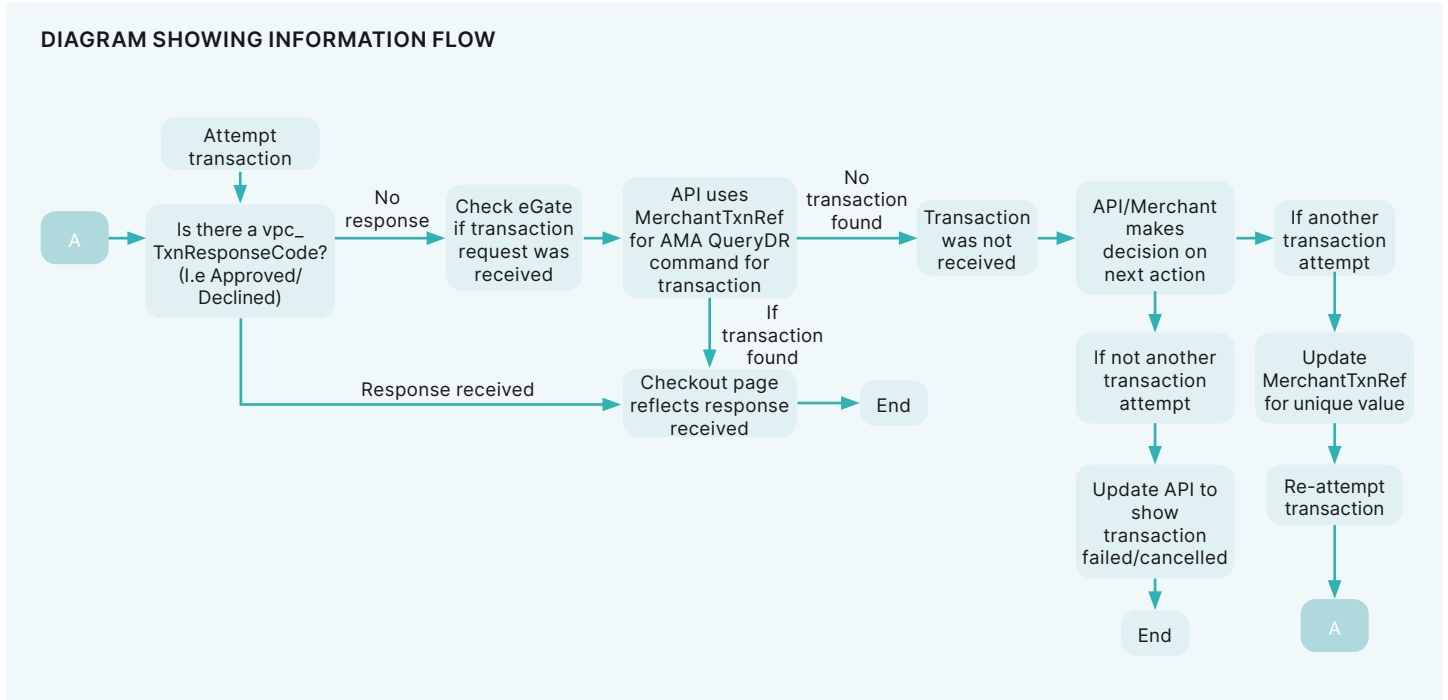 DIAGRAM SHOWING INFORMATION FLOW
Attempt
transaction
A
Is there a vpc_
TxnResponseCode?
(I.e Approved/
Declined)
No
response
Check eGate
if transaction
request was
received
API uses
MerchantTxnRef
for AMA QueryDR
command for
transaction
No
transaction
found
Transaction
was not
received
API/Merchant
makes
decision on
next action
If another
transaction
attempt
If
transaction
found
Response received
Checkout page
reflects response
received
End
If not another
transaction
attempt
Update
MerchantTxnRef
for unique value
Update API to
show
transaction
failed/cancelled
Re-attempt
transaction
End
A